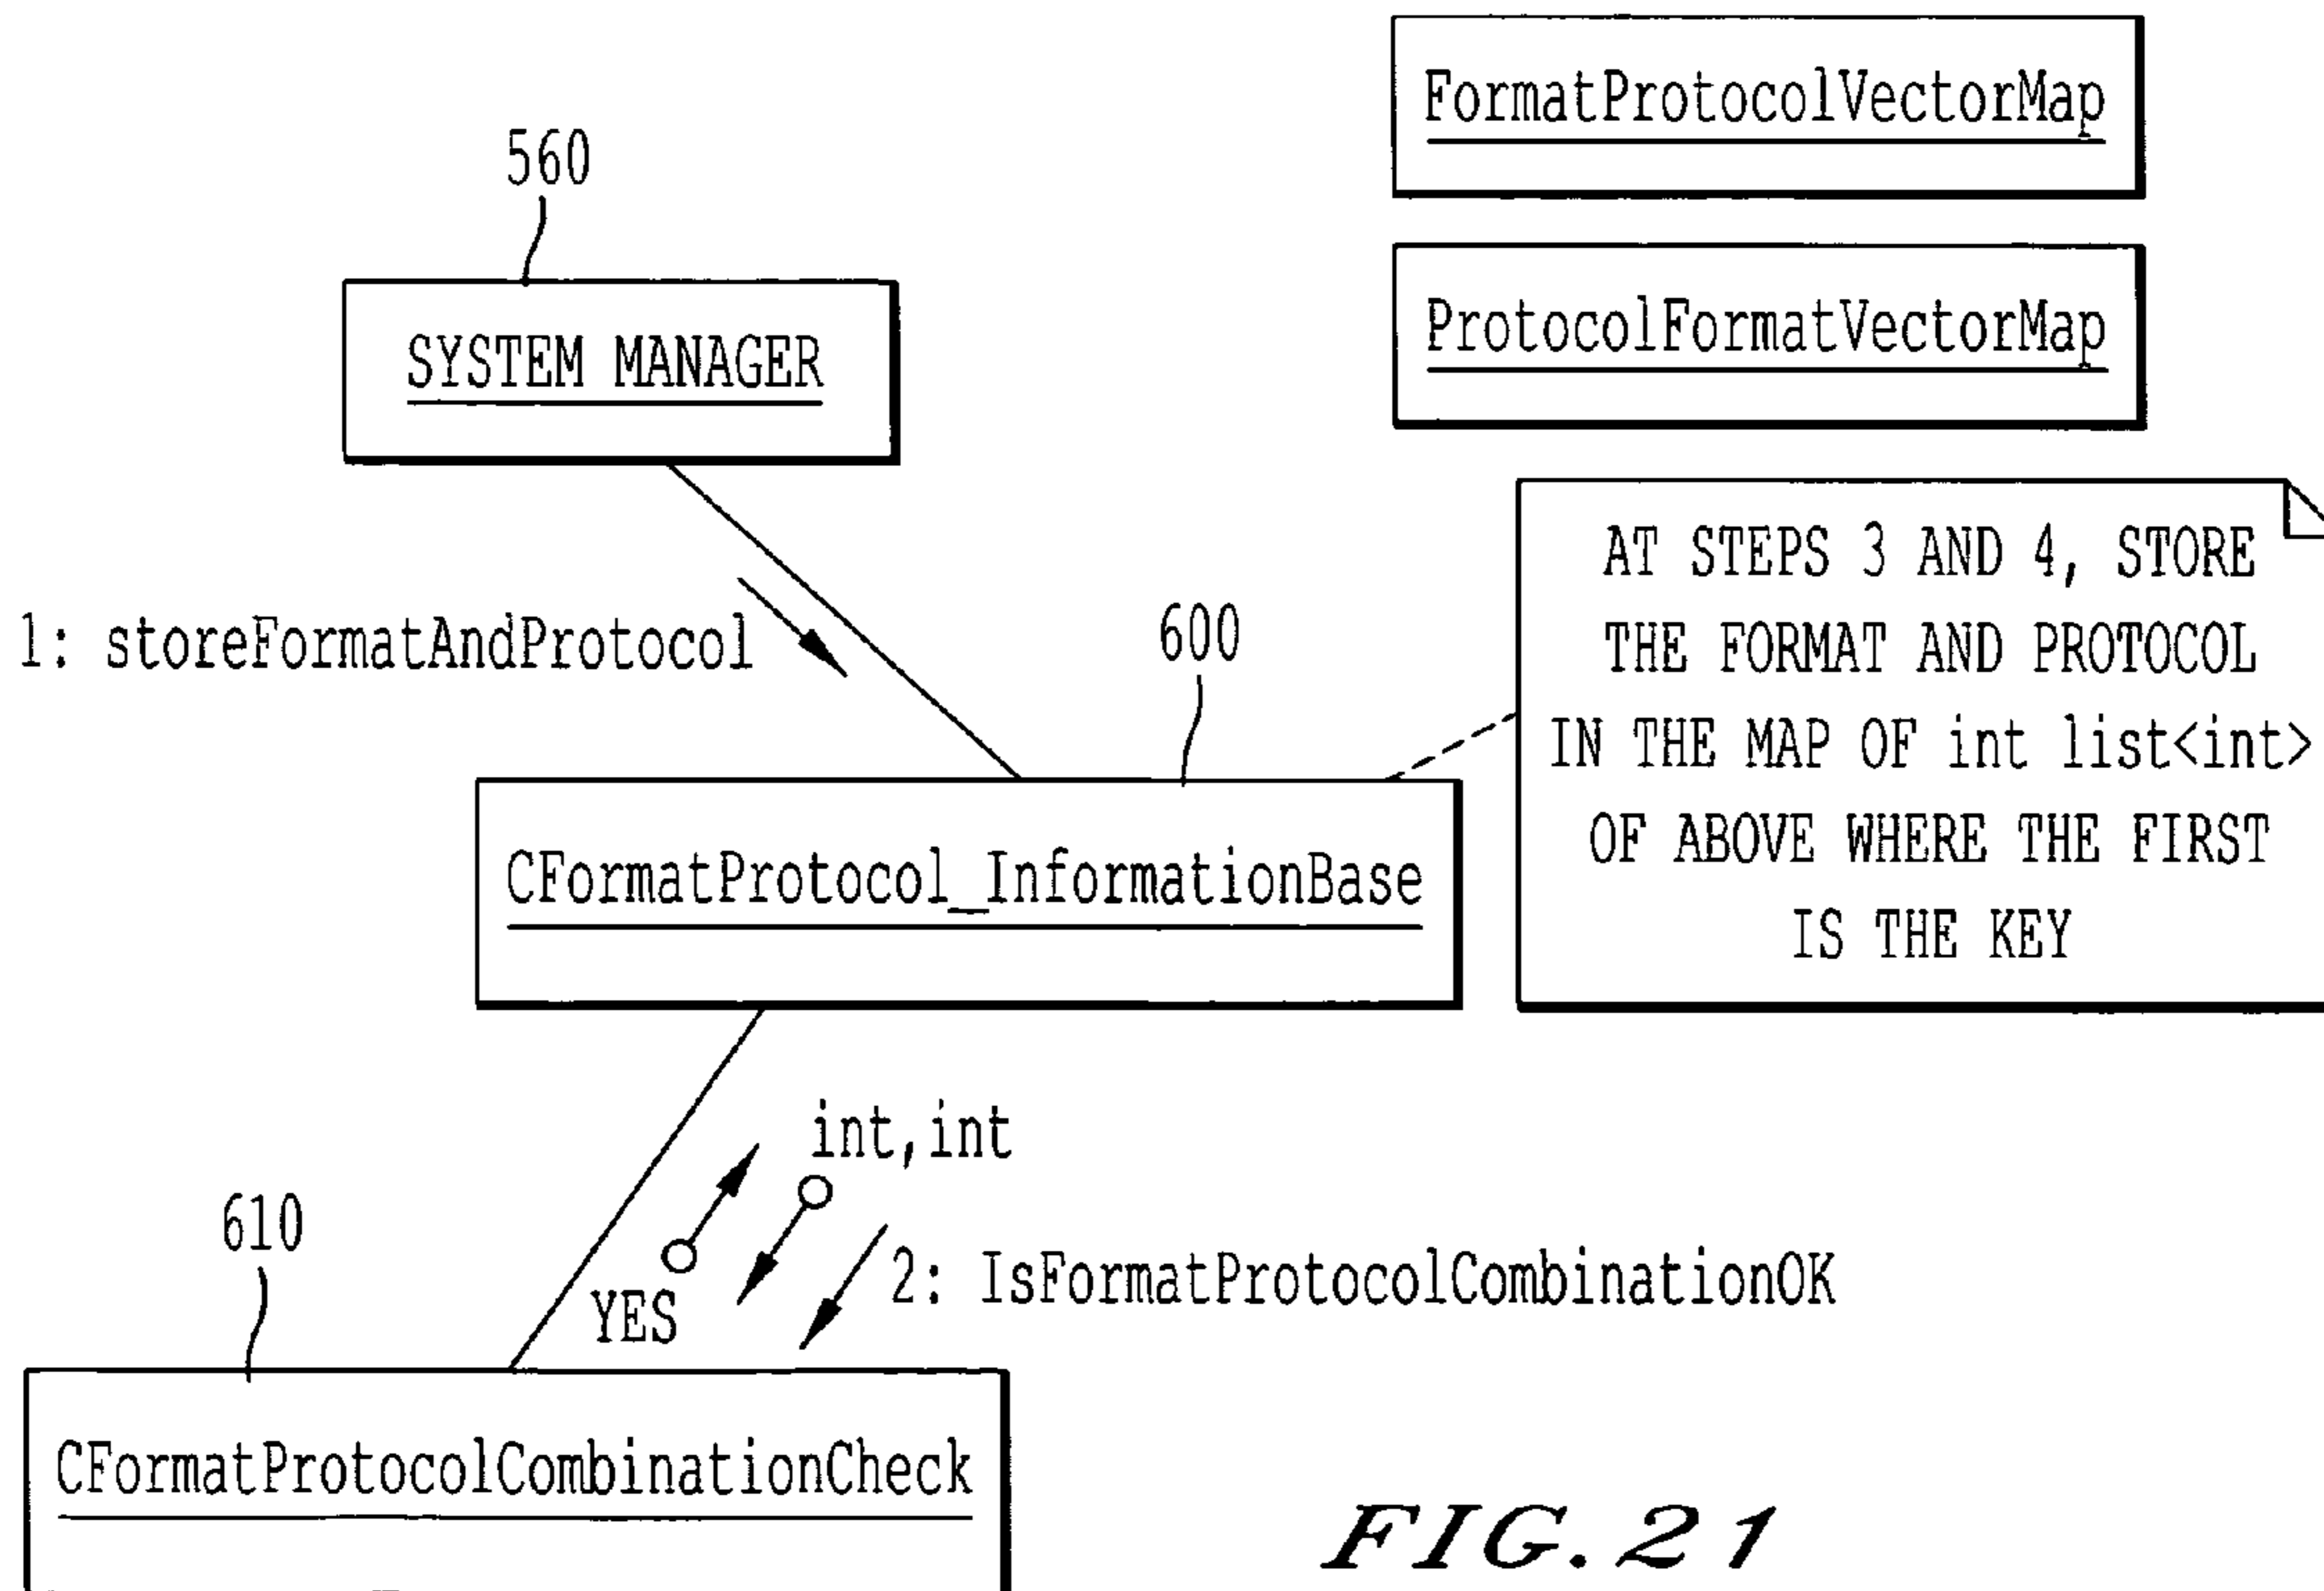 FormatProtocolVectorMap
560
ProtocolFormatVectorMap
SYSTEM MANAGER
AT STEPS 3 AND 4, STORE
THE FORMAT AND PROTOCOL
IN THE MAP OF int list<int>
OF ABOVE WHERE THE FIRST
IS THE KEY
1: storeFormatAndProtocol
600
CFormatProtocol_InformationBase
int,int
610
YES
2: IsFormatProtocolCombinationOK
CFormatProtocolCombinationCheck
FIG. 21